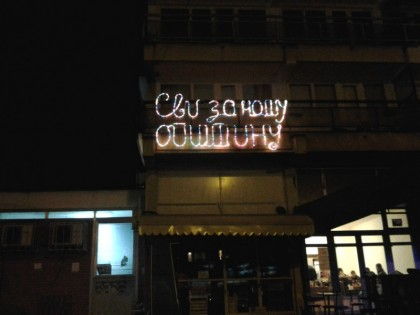 Сви за нашу
општину